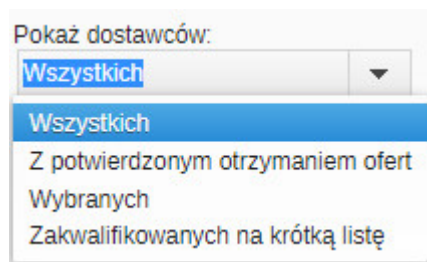 Pokaż dostawców:
Wszystkich
Wszystkich
Z potwierdzonym otrzymaniem ofert
Wybranych
Zakwalifikowanych na krótką listę